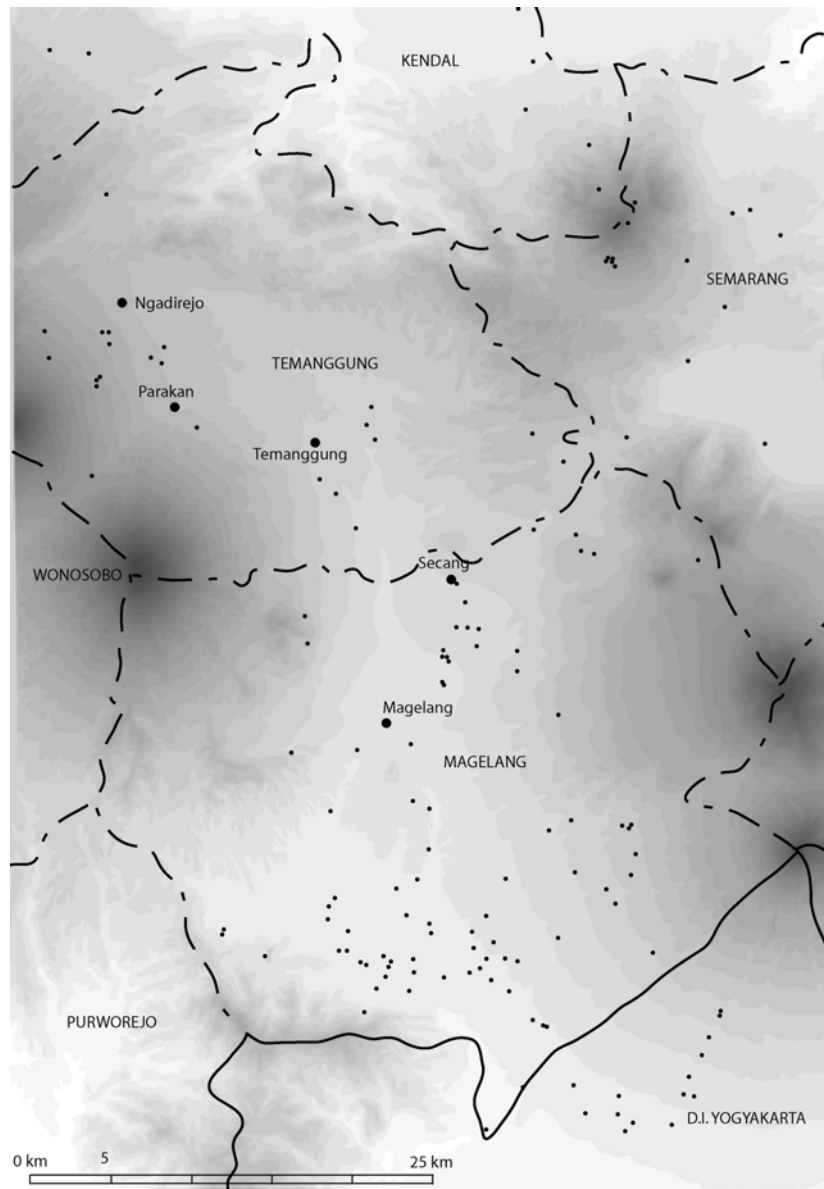 KENDAL
SEMARANG
Ngadirejo
TEMANGGUNG
Parakan
Temanggung
WONOSOBO
Secang
Magelang
MAGELANG
PURWOREJO
D.I. YOGYAKARTA
0 km 5 25 km